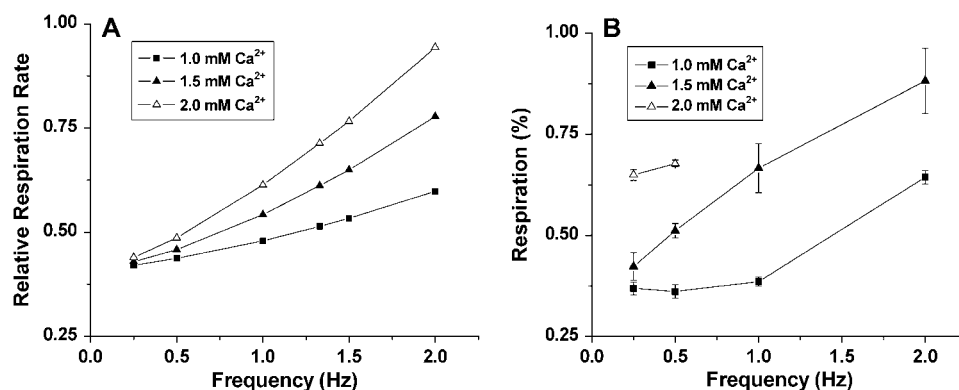 A
Relative Respiration Rate
1.00
0.75
0.50
0.25
1.0 mM Ca²⁺
1.5 mM Ca²⁺
2.0 mM Ca²⁺
0.0 0.5 1.0 1.5 2.0
Frequency (Hz)
B
Respiration (%)
1.00
0.75
0.50
0.25
1.0 mM Ca²⁺
1.5 mM Ca²⁺
2.0 mM Ca²⁺
0.0 0.5 1.0 1.5 2.0
Frequency (Hz)